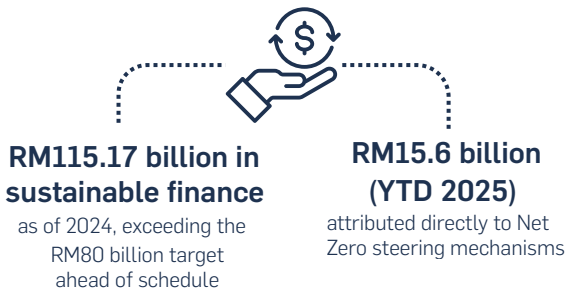 $
RM115.17 billion in
sustainable finance
as of 2024, exceeding the
RM80 billion target
ahead of schedule
RM15.6 billion
(YTD 2025)
attributed directly to Net
Zero steering mechanisms